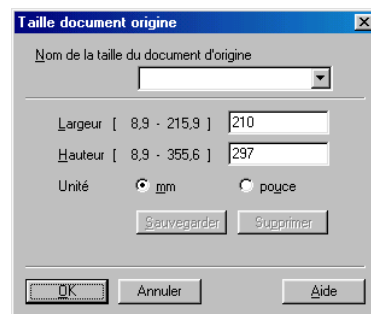 Taille document origine
Nom de la taille du document d'origine
Largeur [ 8,9 - 215,9 ] 210
Hauteur [ 8,9 - 355,6 ] 297
Unité mm pouce
Sauvegarder Supprimer
OK Annuler Aide